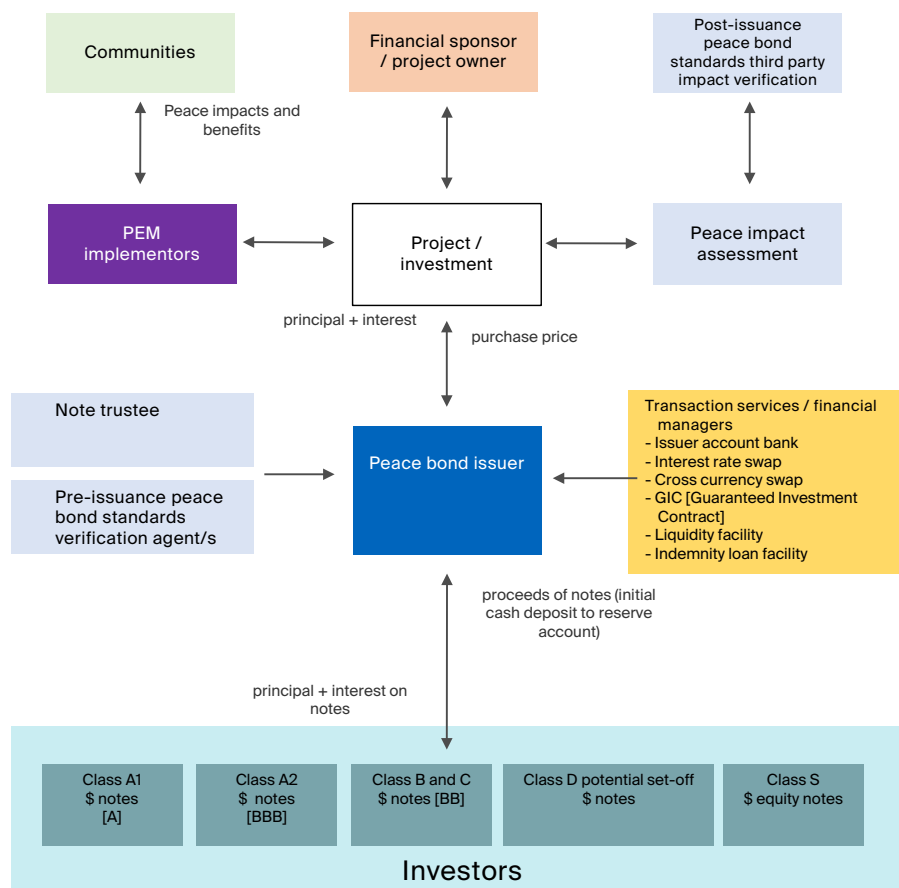 Communities
Financial sponsor
/ project owner
Post-issuance
peace bond
standards third party
impact verification
Peace impacts and
benefits
PEM
implementors
Project /
investment
Peace impact
assessment
principal + interest
purchase price
Note trustee
Pre-issuance peace
bond standards
verification agent/s
Peace bond issuer
Transaction services / financial
managers
- Issuer account bank
- Interest rate swap
- Cross currency swap
- GIC [Guaranteed Investment
Contract]
- Liquidity facility
- Indemnity loan facility
proceeds of notes (initial
cash deposit to reserve
account)
principal + interest on
notes
Class A1
$ notes
[A]
Class A2
$ notes
[BBB]
Class B and C
$ notes [BB]
Class D potential set-off
$ notes
Class S
$ equity notes
Investors